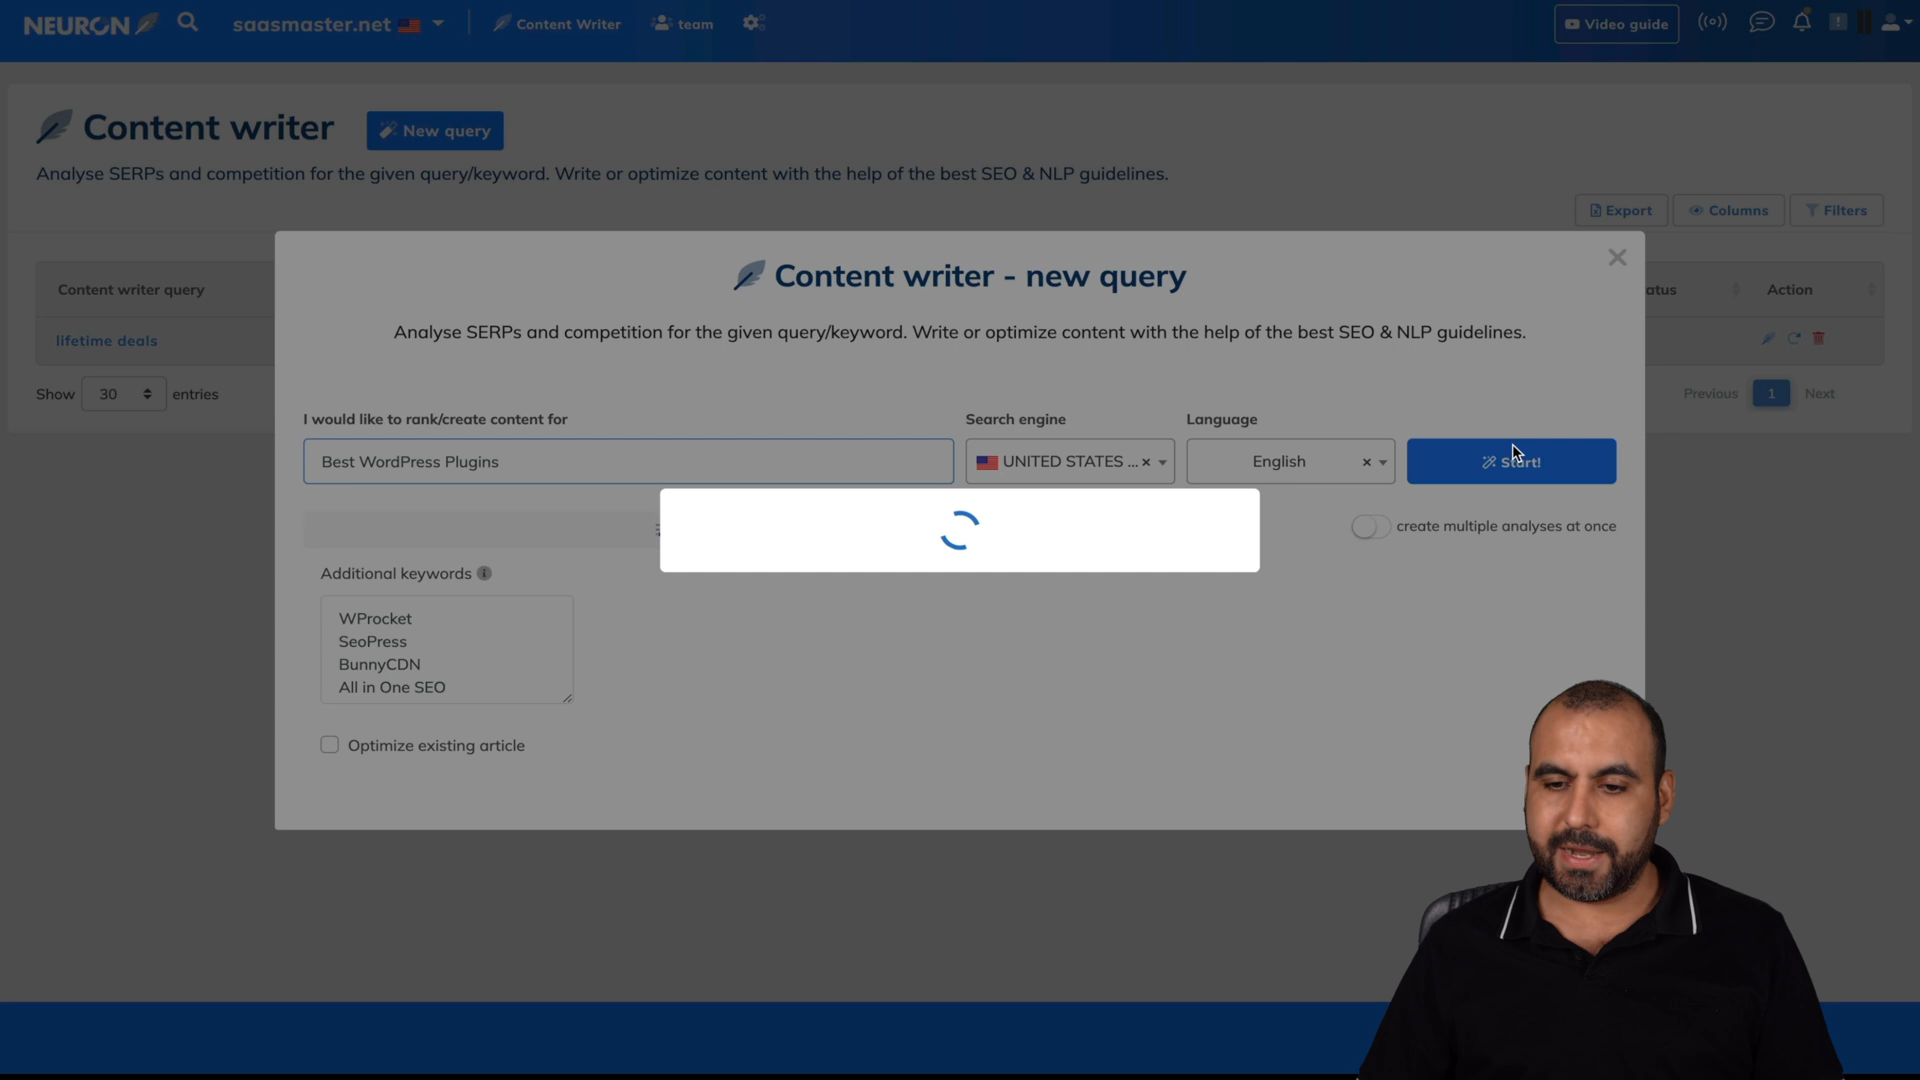 NEURON
saasmaster.net
Content Writer
team
Video guide
Content writer
New query
Analyse SERPs and competition for the given query/keyword. Write or optimize content with the help of the best SEO & NLP guidelines.
Export
Columns
Filters
Content writer - new query
Analyse SERPs and competition for the given query/keyword. Write or optimize content with the help of the best SEO & NLP guidelines.
Content writer query
atus
Action
lifetime deals
Show 30 entries
Previous 1 Next
I would like to rank/create content for
Search engine
Language
Best WordPress Plugins
UNITED STATES ...
English
Start!
create multiple analyses at once
Additional keywords
WProcket
SeoPress
BunnyCDN
All in One SEO
Optimize existing article